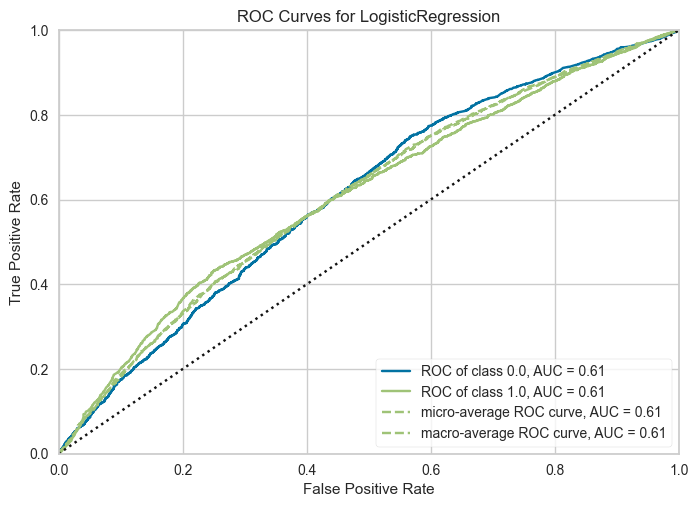 ROC Curves for LogisticRegression
1.0
0.8
0.6
0.4
0.2
0.0
True Positive Rate
ROC of class 0.0, AUC = 0.61
ROC of class 1.0, AUC = 0.61
micro-average ROC curve, AUC = 0.61
macro-average ROC curve, AUC = 0.61
0.0 0.2 0.4 0.6 0.8 1.0
False Positive Rate